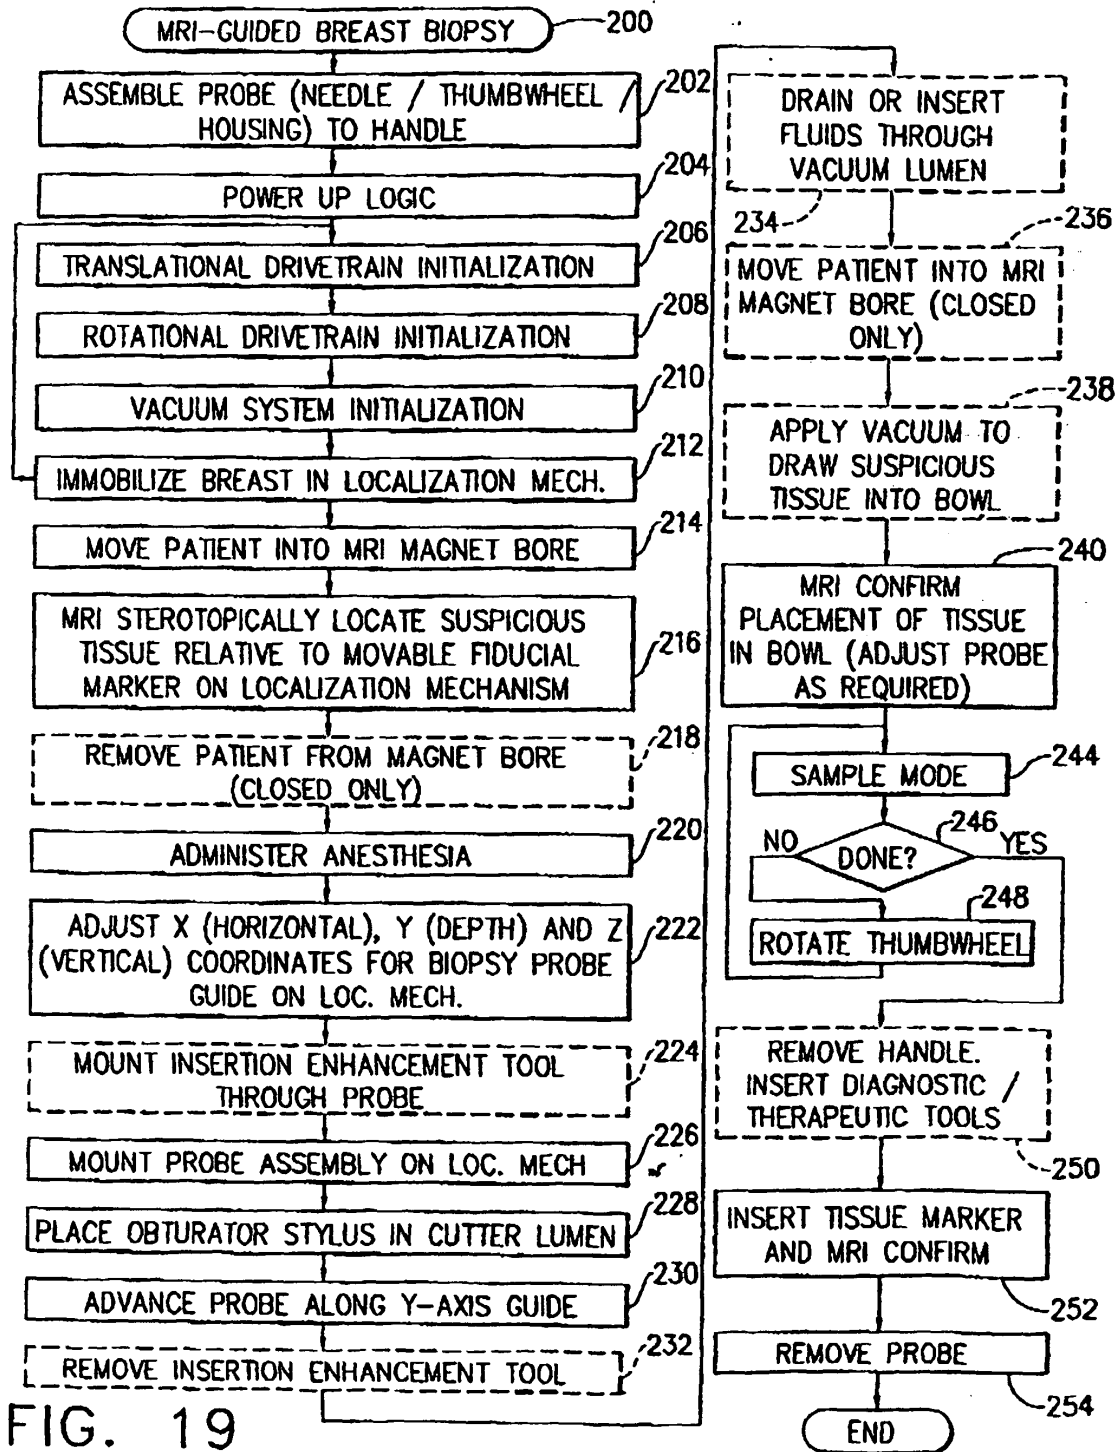 MRI-GUIDED BREAST BIOPSY
200
ASSEMBLE PROBE (NEEDLE / THUMBWHEEL /
HOUSING) TO HANDLE
202
POWER UP LOGIC
204
TRANSLATIONAL DRIVETRAIN INITIALIZATION
206
ROTATIONAL DRIVETRAIN INITIALIZATION
208
VACUUM SYSTEM INITIALIZATION
210
IMMOBILIZE BREAST IN LOCALIZATION MECH.
212
MOVE PATIENT INTO MRI MAGNET BORE
214
MRI STEROTOPICALLY LOCATE SUSPICIOUS
TISSUE RELATIVE TO MOVABLE FIDUCIAL
MARKER ON LOCALIZATION MECHANISM
216
REMOVE PATIENT FROM MAGNET BORE
(CLOSED ONLY)
218
ADMINISTER ANESTHESIA
220
ADJUST X (HORIZONTAL), Y (DEPTH) AND Z
(VERTICAL) COORDINATES FOR BIOPSY PROBE
GUIDE ON LOC. MECH.
222
MOUNT INSERTION ENHANCEMENT TOOL
THROUGH PROBE
224
MOUNT PROBE ASSEMBLY ON LOC. MECH
226
PLACE OBTURATOR STYLUS IN CUTTER LUMEN
228
ADVANCE PROBE ALONG Y-AXIS GUIDE
230
REMOVE INSERTION ENHANCEMENT TOOL
232
DRAIN OR INSERT
FLUIDS THROUGH
VACUUM LUMEN
234
MOVE PATIENT INTO MRI
MAGNET BORE (CLOSED
ONLY)
236
APPLY VACUUM TO
DRAW SUSPICIOUS
TISSUE INTO BOWL
238
MRI CONFIRM
PLACEMENT OF TISSUE
IN BOWL (ADJUST PROBE
AS REQUIRED)
240
SAMPLE MODE
244
NO
DONE?
YES
246
ROTATE THUMBWHEEL
248
REMOVE HANDLE.
INSERT DIAGNOSTIC /
THERAPEUTIC TOOLS
250
INSERT TISSUE MARKER
AND MRI CONFIRM
252
REMOVE PROBE
254
END
FIG. 19